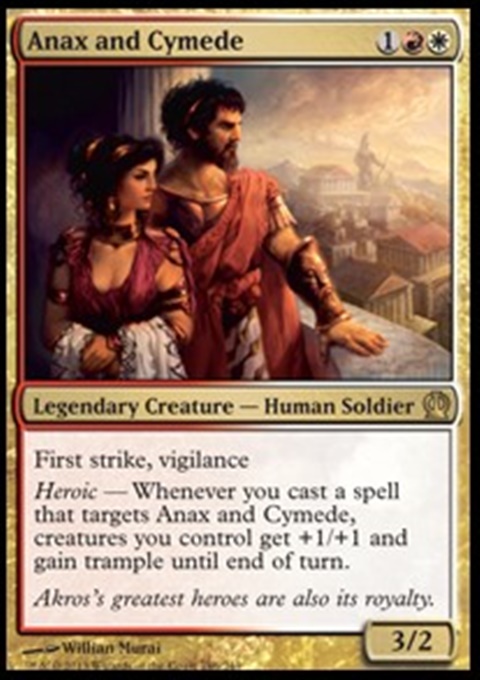 Anax and Cymede 1
Legendary Creature — Human Soldier
First strike, vigilance
Heroic — Whenever you cast a spell
that targets Anax and Cymede,
creatures you control get +1/+1 and
gain trample until end of turn.
Akros's greatest heroes are also its royalty.
3/2
Willian Murai